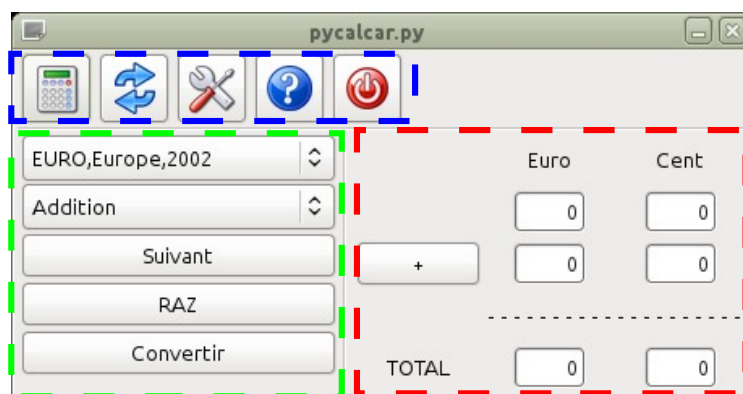 pycalcar.py
EURO,Europe,2002
Addition
Suivant
RAZ
Convertir
Euro Cent
0 0
+ 0 0
TOTAL 0 0